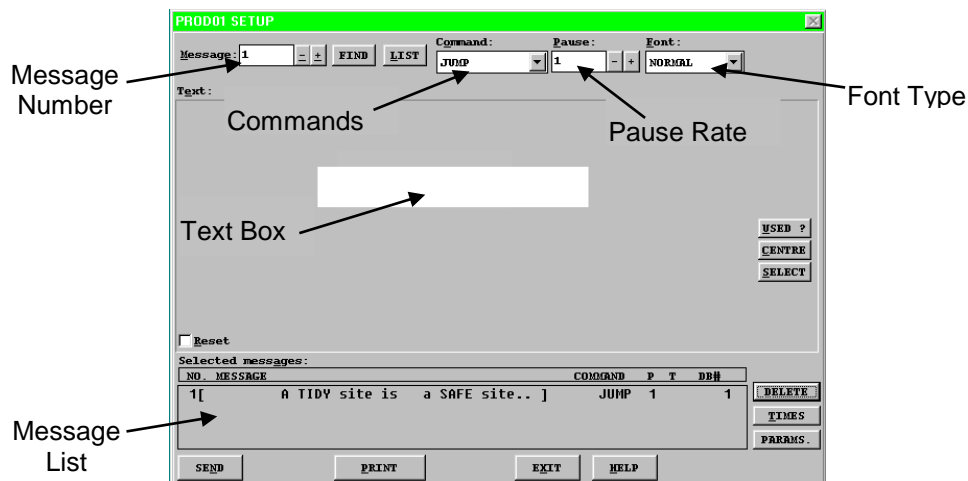 PROD01 SETUP
Message: 1 - + FIND LIST Command: JUMP Pause: 1 - + Font: NORMAL
Message Number
Font Type
Text:
Commands
Pause Rate
Text Box
USED ?
CENTRE
SELECT
Reset
Selected messages:
NO. MESSAGE COMMAND P T DB#
1[ A TIDY site is a SAFE site.. ] JUMP 1 1
DELETE
TIMES
PARAMS.
Message List
SEND PRINT EXIT HELP